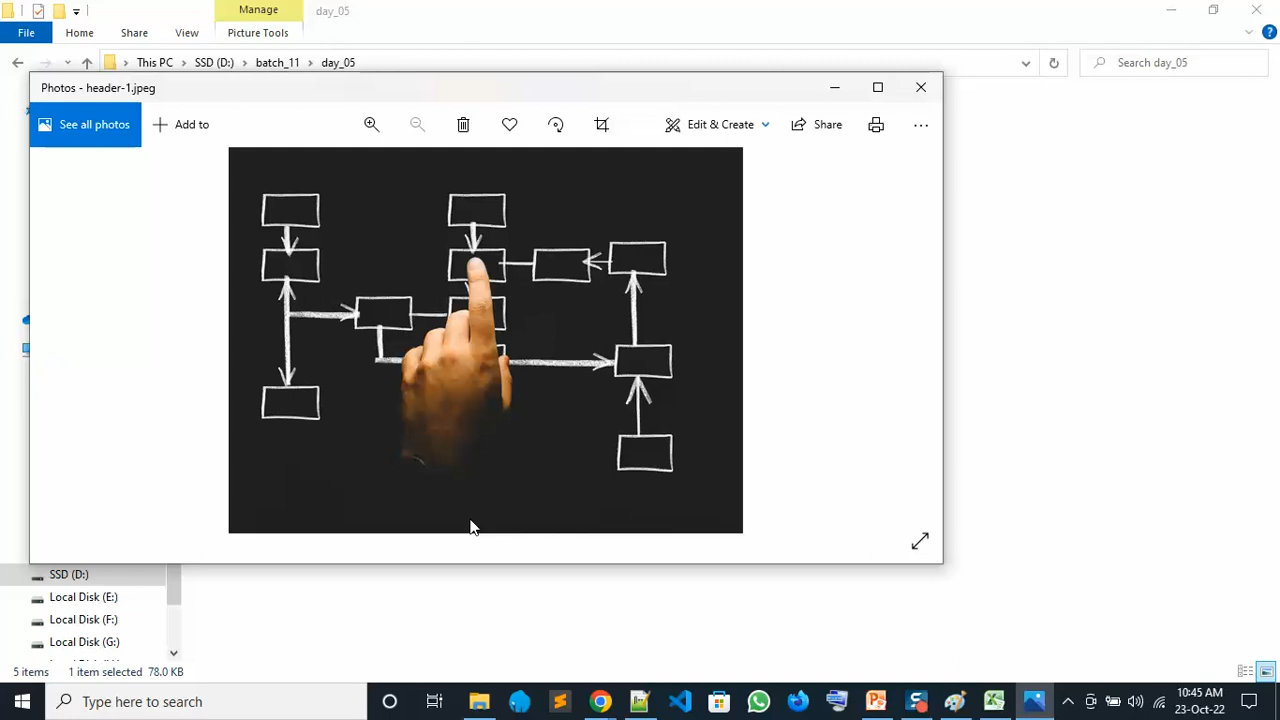 Manage
day_05
File
Home
Share
View
Picture Tools
This PC
SSD (D:)
batch_11
day_05
Search day_05
Photos - header-1.jpeg
See all photos
Add to
Edit & Create
Share
SSD (D:)
Local Disk (E:)
Local Disk (F:)
Local Disk (G:)
5 items
1 item selected 78.0 KB
Type here to search
10:45 AM
23-Oct-22